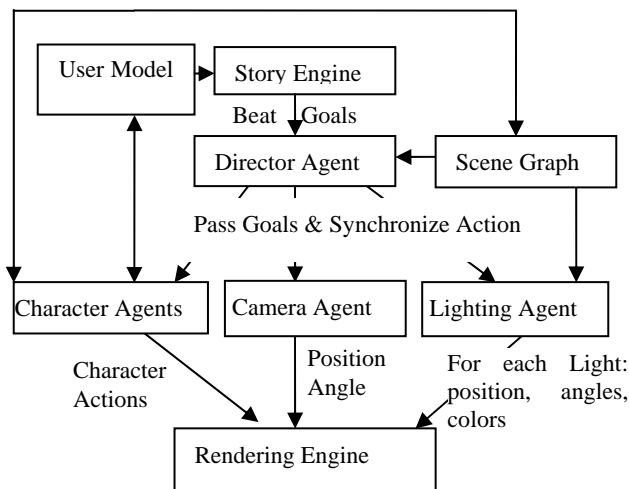 User Model
Story Engine
Beat Goals
Director Agent
Scene Graph
Pass Goals & Synchronize Action
Character Agents
Camera Agent
Lighting Agent
Character
Actions
Position
Angle
For each Light:
position, angles,
colors
Rendering Engine